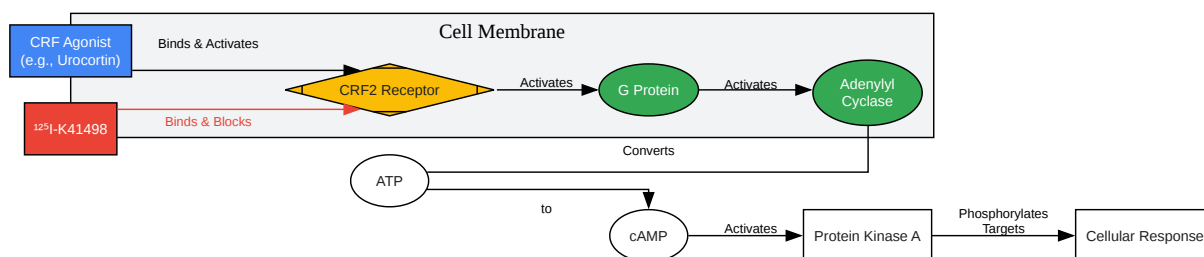 Cell Membrane
CRF Agonist
(e.g., Urocortin)
Binds & Activates
CRF2 Receptor
Activates
G Protein
Activates
Adenylyl
Cyclase
¹²⁵I-K41498
Binds & Blocks
Converts
ATP
to
cAMP
Activates
Protein Kinase A
Phosphorylates
Targets
Cellular Response